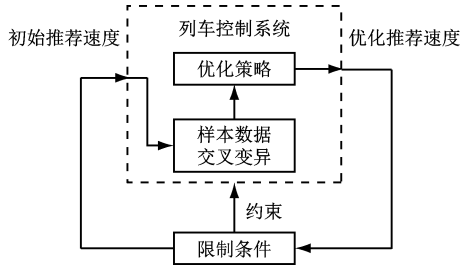 列车控制系统
初始推荐速度
优化推荐速度
优化策略
样本数据
交叉变异
约束
限制条件